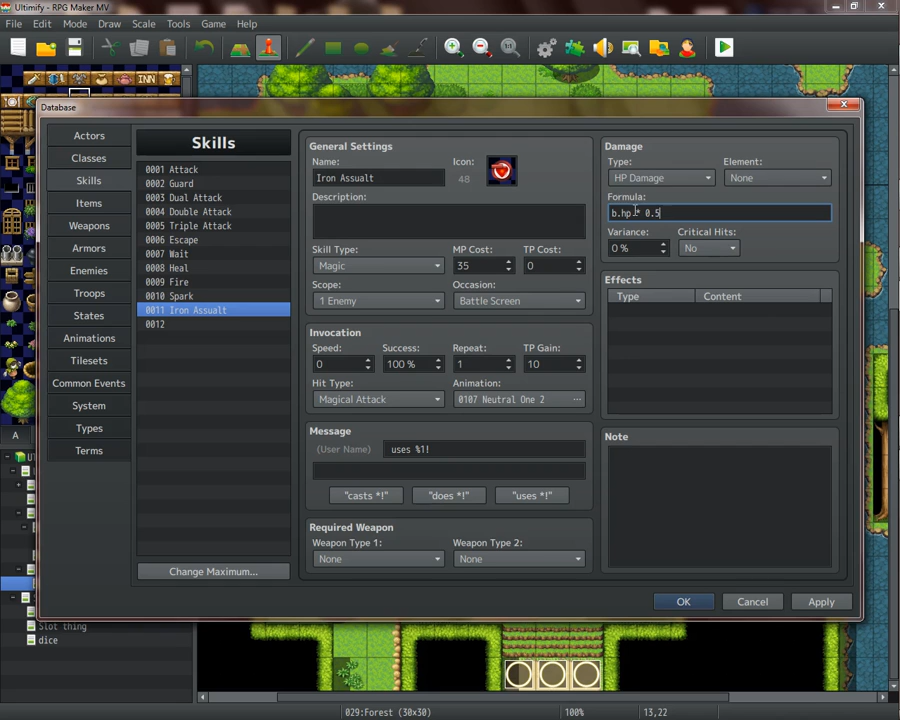 Ultimify - RPG Maker MV
File Edit Mode Draw Scale Tools Game Help
1:1
INN
Database
Actors
Classes
Skills
Items
Weapons
Armors
Enemies
Troops
States
Animations
Tilesets
Common Events
System
Types
Terms
Skills
0001 Attack
0002 Guard
0003 Dual Attack
0004 Double Attack
0005 Triple Attack
0006 Escape
0007 Wait
0008 Heal
0009 Fire
0010 Spark
0011 Iron Assualt
0012
Change Maximum...
General Settings
Name: Icon:
Iron Assualt 48
Description:
Skill Type: MP Cost: TP Cost:
Magic 35 0
Scope: Occasion:
1 Enemy Battle Screen
Invocation
Speed: Success: Repeat: TP Gain:
0 100 % 1 10
Hit Type: Animation:
Magical Attack 0107 Neutral One 2 ...
Message
(User Name) uses %1!
"casts *!" "does *!" "uses *!"
Required Weapon
Weapon Type 1: Weapon Type 2:
None None
Damage
Type: Element:
HP Damage None
Formula:
b.hp * 0.5
Variance: Critical Hits:
0 % No
Effects
Type Content
Note
OK Cancel Apply
A
Slot thing
dice
029:Forest (30x30) 100% 13,22